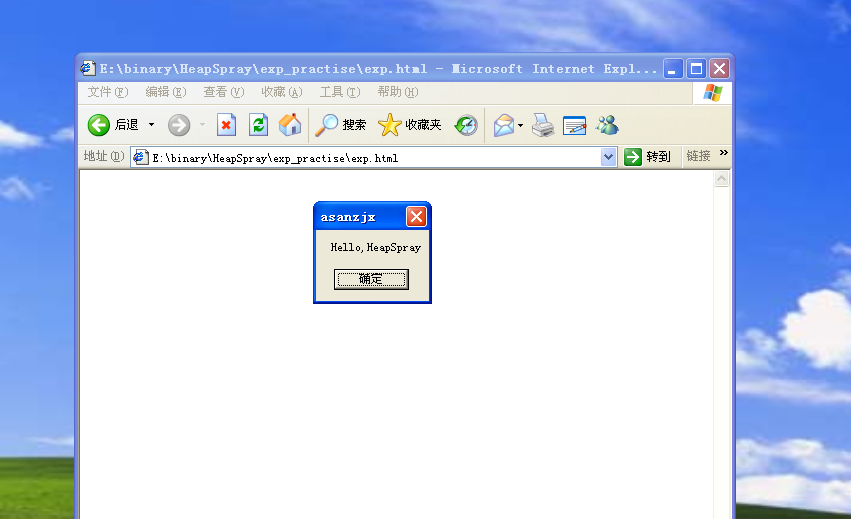 E:\binary\HeapSpray\exp_practise\exp.html - Microsoft Internet Expl...
文件(F) 编辑(E) 查看(V) 收藏(A) 工具(T) 帮助(H)
后退 搜索 收藏夹
地址(D) E:\binary\HeapSpray\exp_practise\exp.html 转到 链接 »
asanzjx
Hello,HeapSpray
确定